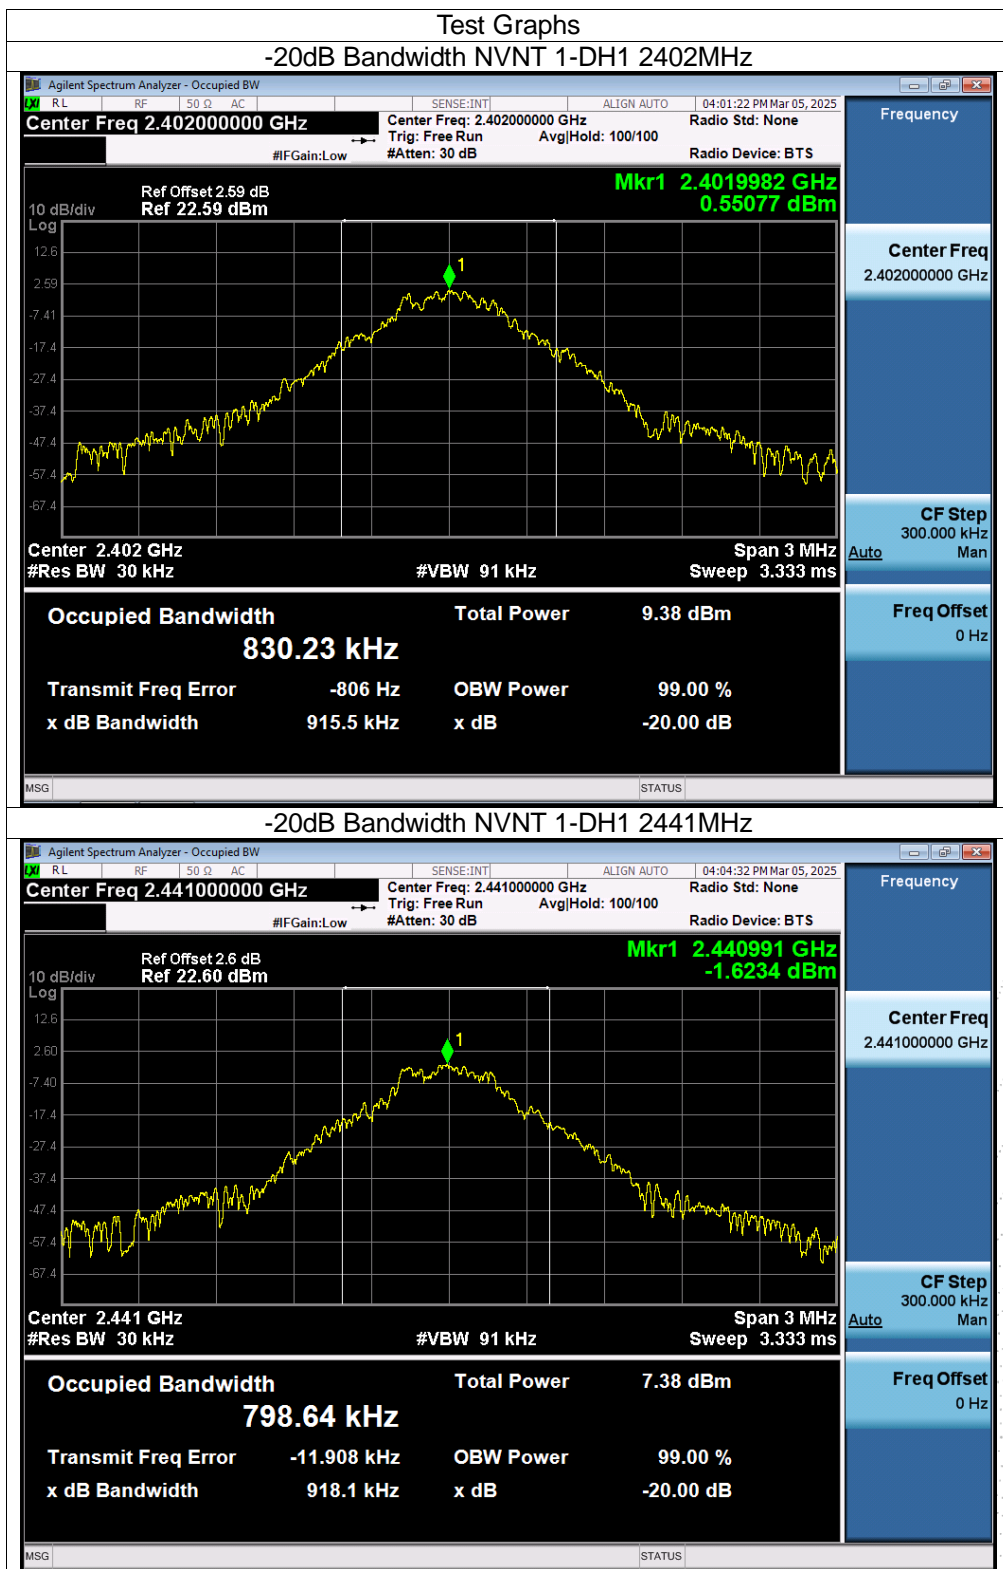 Test Graphs
-20dB Bandwidth NVNT 1-DH1 2402MHz
Agilent Spectrum Analyzer - Occupied BW
LXI RL RF 50 Ω AC SENSE:INT ALIGN AUTO 04:01:22 PM Mar 05, 2025
Center Freq 2.402000000 GHz Center Freq: 2.402000000 GHz Radio Std: None
Trig: Free Run Avg|Hold: 100/100
#IFGain:Low #Atten: 30 dB Radio Device: BTS
Frequency
Mkr1 2.4019982 GHz
0.55077 dBm
Ref Offset 2.59 dB
10 dB/div Ref 22.59 dBm
Log
12.6
2.59
-7.41
-17.4
-27.4
-37.4
-47.4
-57.4
-67.4
1
Center Freq
2.402000000 GHz
CF Step
300.000 kHz
Auto Man
Freq Offset
0 Hz
Center 2.402 GHz Span 3 MHz
#Res BW 30 kHz #VBW 91 kHz Sweep 3.333 ms
Occupied Bandwidth Total Power 9.38 dBm
830.23 kHz
Transmit Freq Error -806 Hz OBW Power 99.00 %
x dB Bandwidth 915.5 kHz x dB -20.00 dB
MSG STATUS
-20dB Bandwidth NVNT 1-DH1 2441MHz
Agilent Spectrum Analyzer - Occupied BW
LXI RL RF 50 Ω AC SENSE:INT ALIGN AUTO 04:04:32 PM Mar 05, 2025
Center Freq 2.441000000 GHz Center Freq: 2.441000000 GHz Radio Std: None
Trig: Free Run Avg|Hold: 100/100
#IFGain:Low #Atten: 30 dB Radio Device: BTS
Frequency
Mkr1 2.440991 GHz
-1.6234 dBm
Ref Offset 2.6 dB
10 dB/div Ref 22.60 dBm
Log
12.6
2.60
-7.40
-17.4
-27.4
-37.4
-47.4
-57.4
-67.4
1
Center Freq
2.441000000 GHz
CF Step
300.000 kHz
Auto Man
Freq Offset
0 Hz
Center 2.441 GHz Span 3 MHz
#Res BW 30 kHz #VBW 91 kHz Sweep 3.333 ms
Occupied Bandwidth Total Power 7.38 dBm
798.64 kHz
Transmit Freq Error -11.908 kHz OBW Power 99.00 %
x dB Bandwidth 918.1 kHz x dB -20.00 dB
MSG STATUS